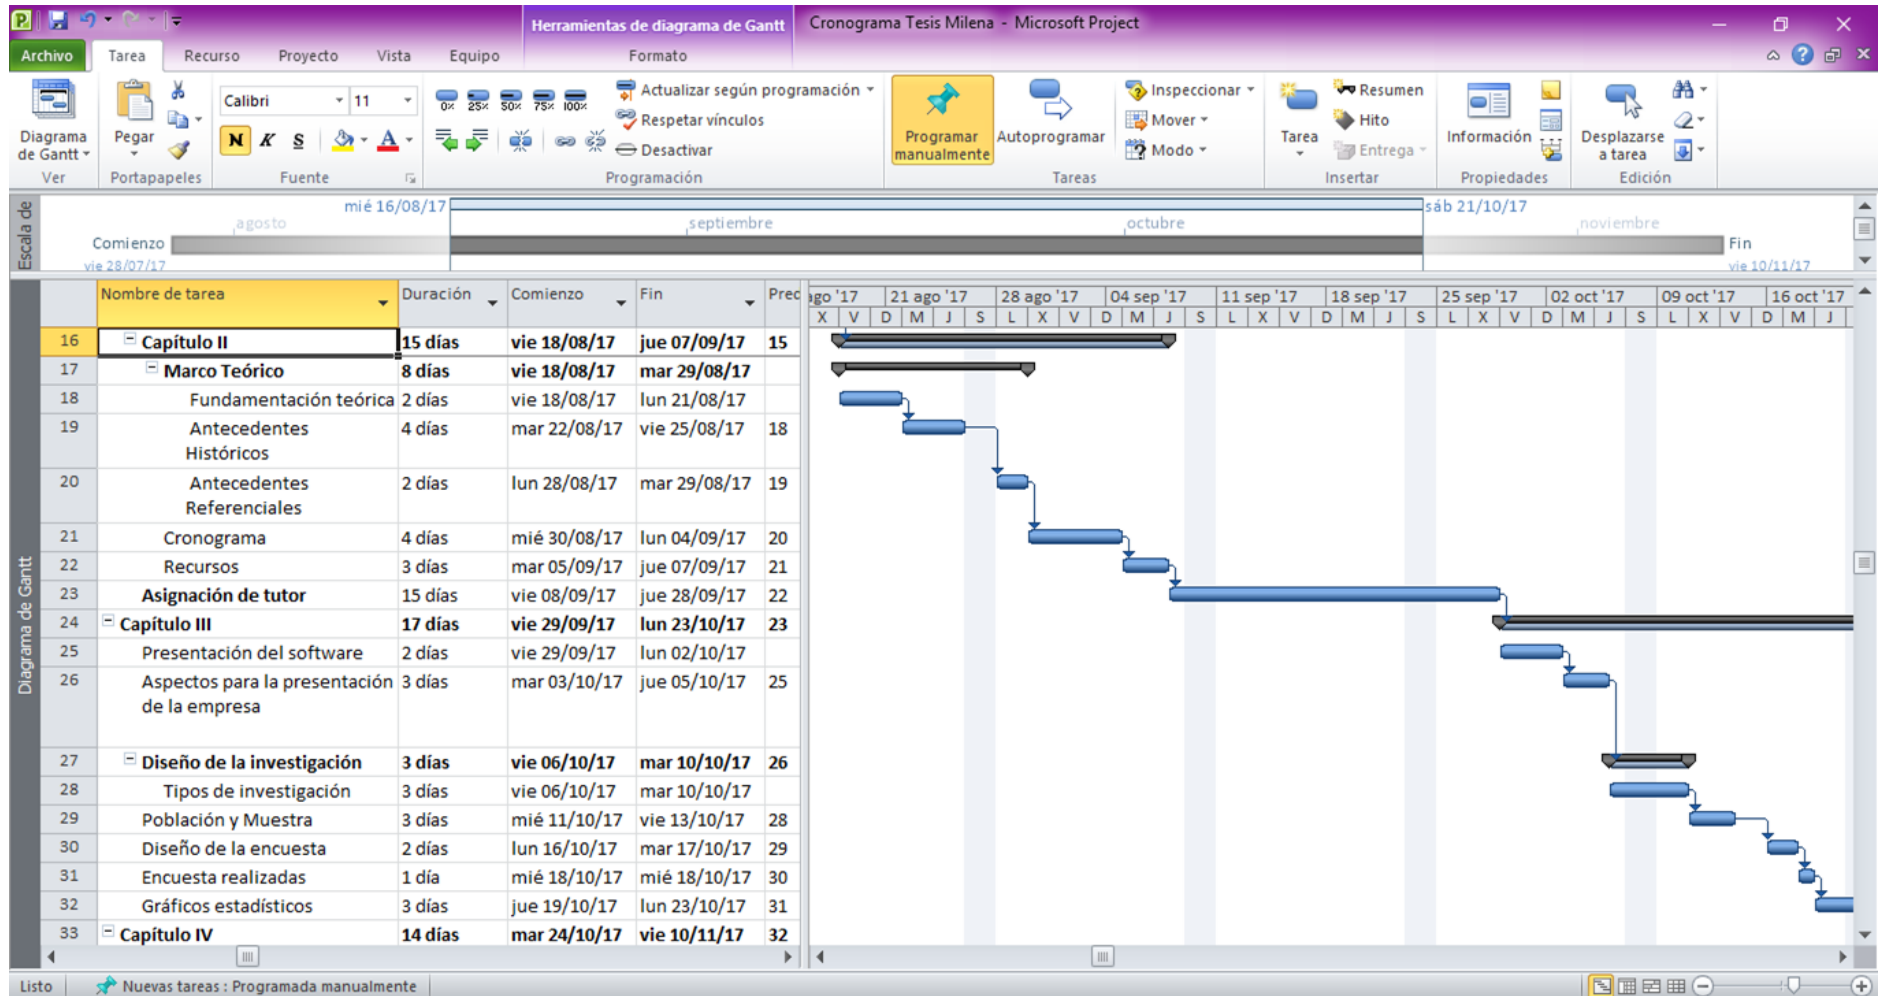 Herramientas de diagrama de Gantt
Cronograma Tesis Milena - Microsoft Project
Archivo Tarea Recurso Proyecto Vista Equipo Formato
Diagrama de Gantt
Pegar
Calibri 11
N K S
0% 25% 50% 75% 100%
Actualizar según programación
Respetar vínculos
Desactivar
Programar manualmente
Autoprogramar
Inspeccionar
Mover
Modo
Tarea
Resumen
Hito
Entrega
Información
Desplazarse a tarea
Ver Portapapeles Fuente Programación Tareas Insertar Propiedades Edición
Escala de
mié 16/08/17 sáb 21/10/17
agosto septiembre octubre noviembre
Comienzo
vie 28/07/17
Fin
vie 10/11/17
Diagrama de Gantt
Nombre de tarea Duración Comienzo Fin Prec
ago '17 21 ago '17 28 ago '17 04 sep '17 11 sep '17 18 sep '17 25 sep '17 02 oct '17 09 oct '17 16 oct '17
X V D M J S L X V D M J S L X V D M J S L X V D M J S L X V D M J
16 Capítulo II 15 días vie 18/08/17 jue 07/09/17 15
17 Marco Teórico 8 días vie 18/08/17 mar 29/08/17
18 Fundamentación teórica 2 días vie 18/08/17 lun 21/08/17
19 Antecedentes Históricos 4 días mar 22/08/17 vie 25/08/17 18
20 Antecedentes Referenciales 2 días lun 28/08/17 mar 29/08/17 19
21 Cronograma 4 días mié 30/08/17 lun 04/09/17 20
22 Recursos 3 días mar 05/09/17 jue 07/09/17 21
23 Asignación de tutor 15 días vie 08/09/17 jue 28/09/17 22
24 Capítulo III 17 días vie 29/09/17 lun 23/10/17 23
25 Presentación del software 2 días vie 29/09/17 lun 02/10/17
26 Aspectos para la presentación de la empresa 3 días mar 03/10/17 jue 05/10/17 25
27 Diseño de la investigación 3 días vie 06/10/17 mar 10/10/17 26
28 Tipos de investigación 3 días vie 06/10/17 mar 10/10/17
29 Población y Muestra 3 días mié 11/10/17 vie 13/10/17 28
30 Diseño de la encuesta 2 días lun 16/10/17 mar 17/10/17 29
31 Encuesta realizadas 1 día mié 18/10/17 mié 18/10/17 30
32 Gráficos estadísticos 3 días jue 19/10/17 lun 23/10/17 31
33 Capítulo IV 14 días mar 24/10/17 vie 10/11/17 32
Listo Nuevas tareas : Programada manualmente